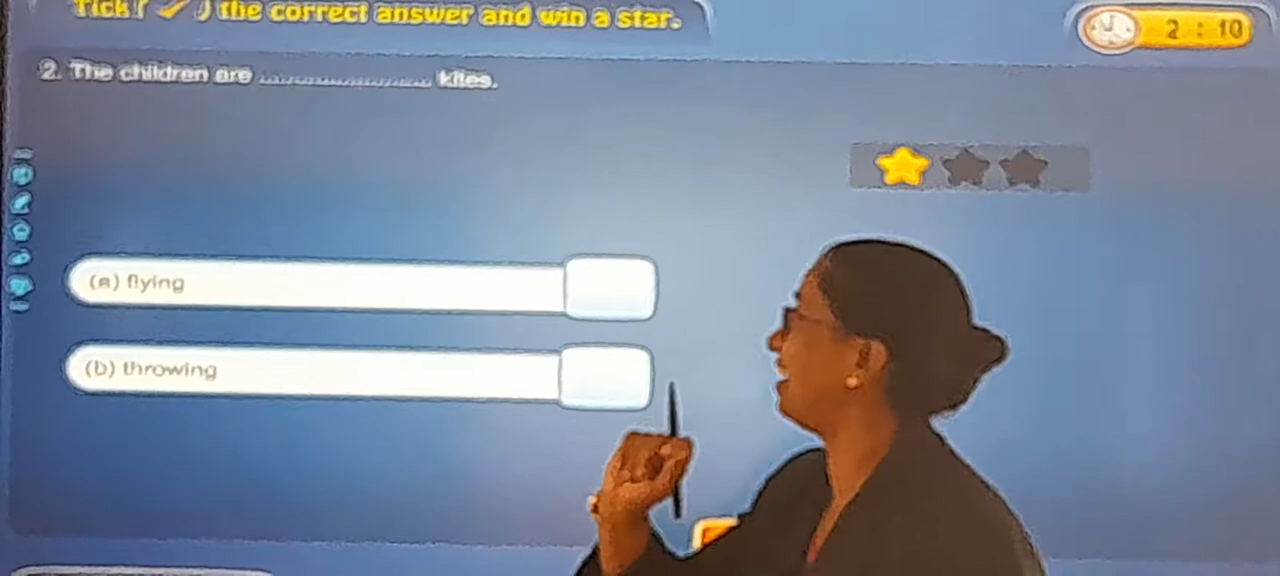 Tick ( ✓ ) the correct answer and win a star.
2 : 10
2. The children are ........................ kites.
(a) flying
(b) throwing